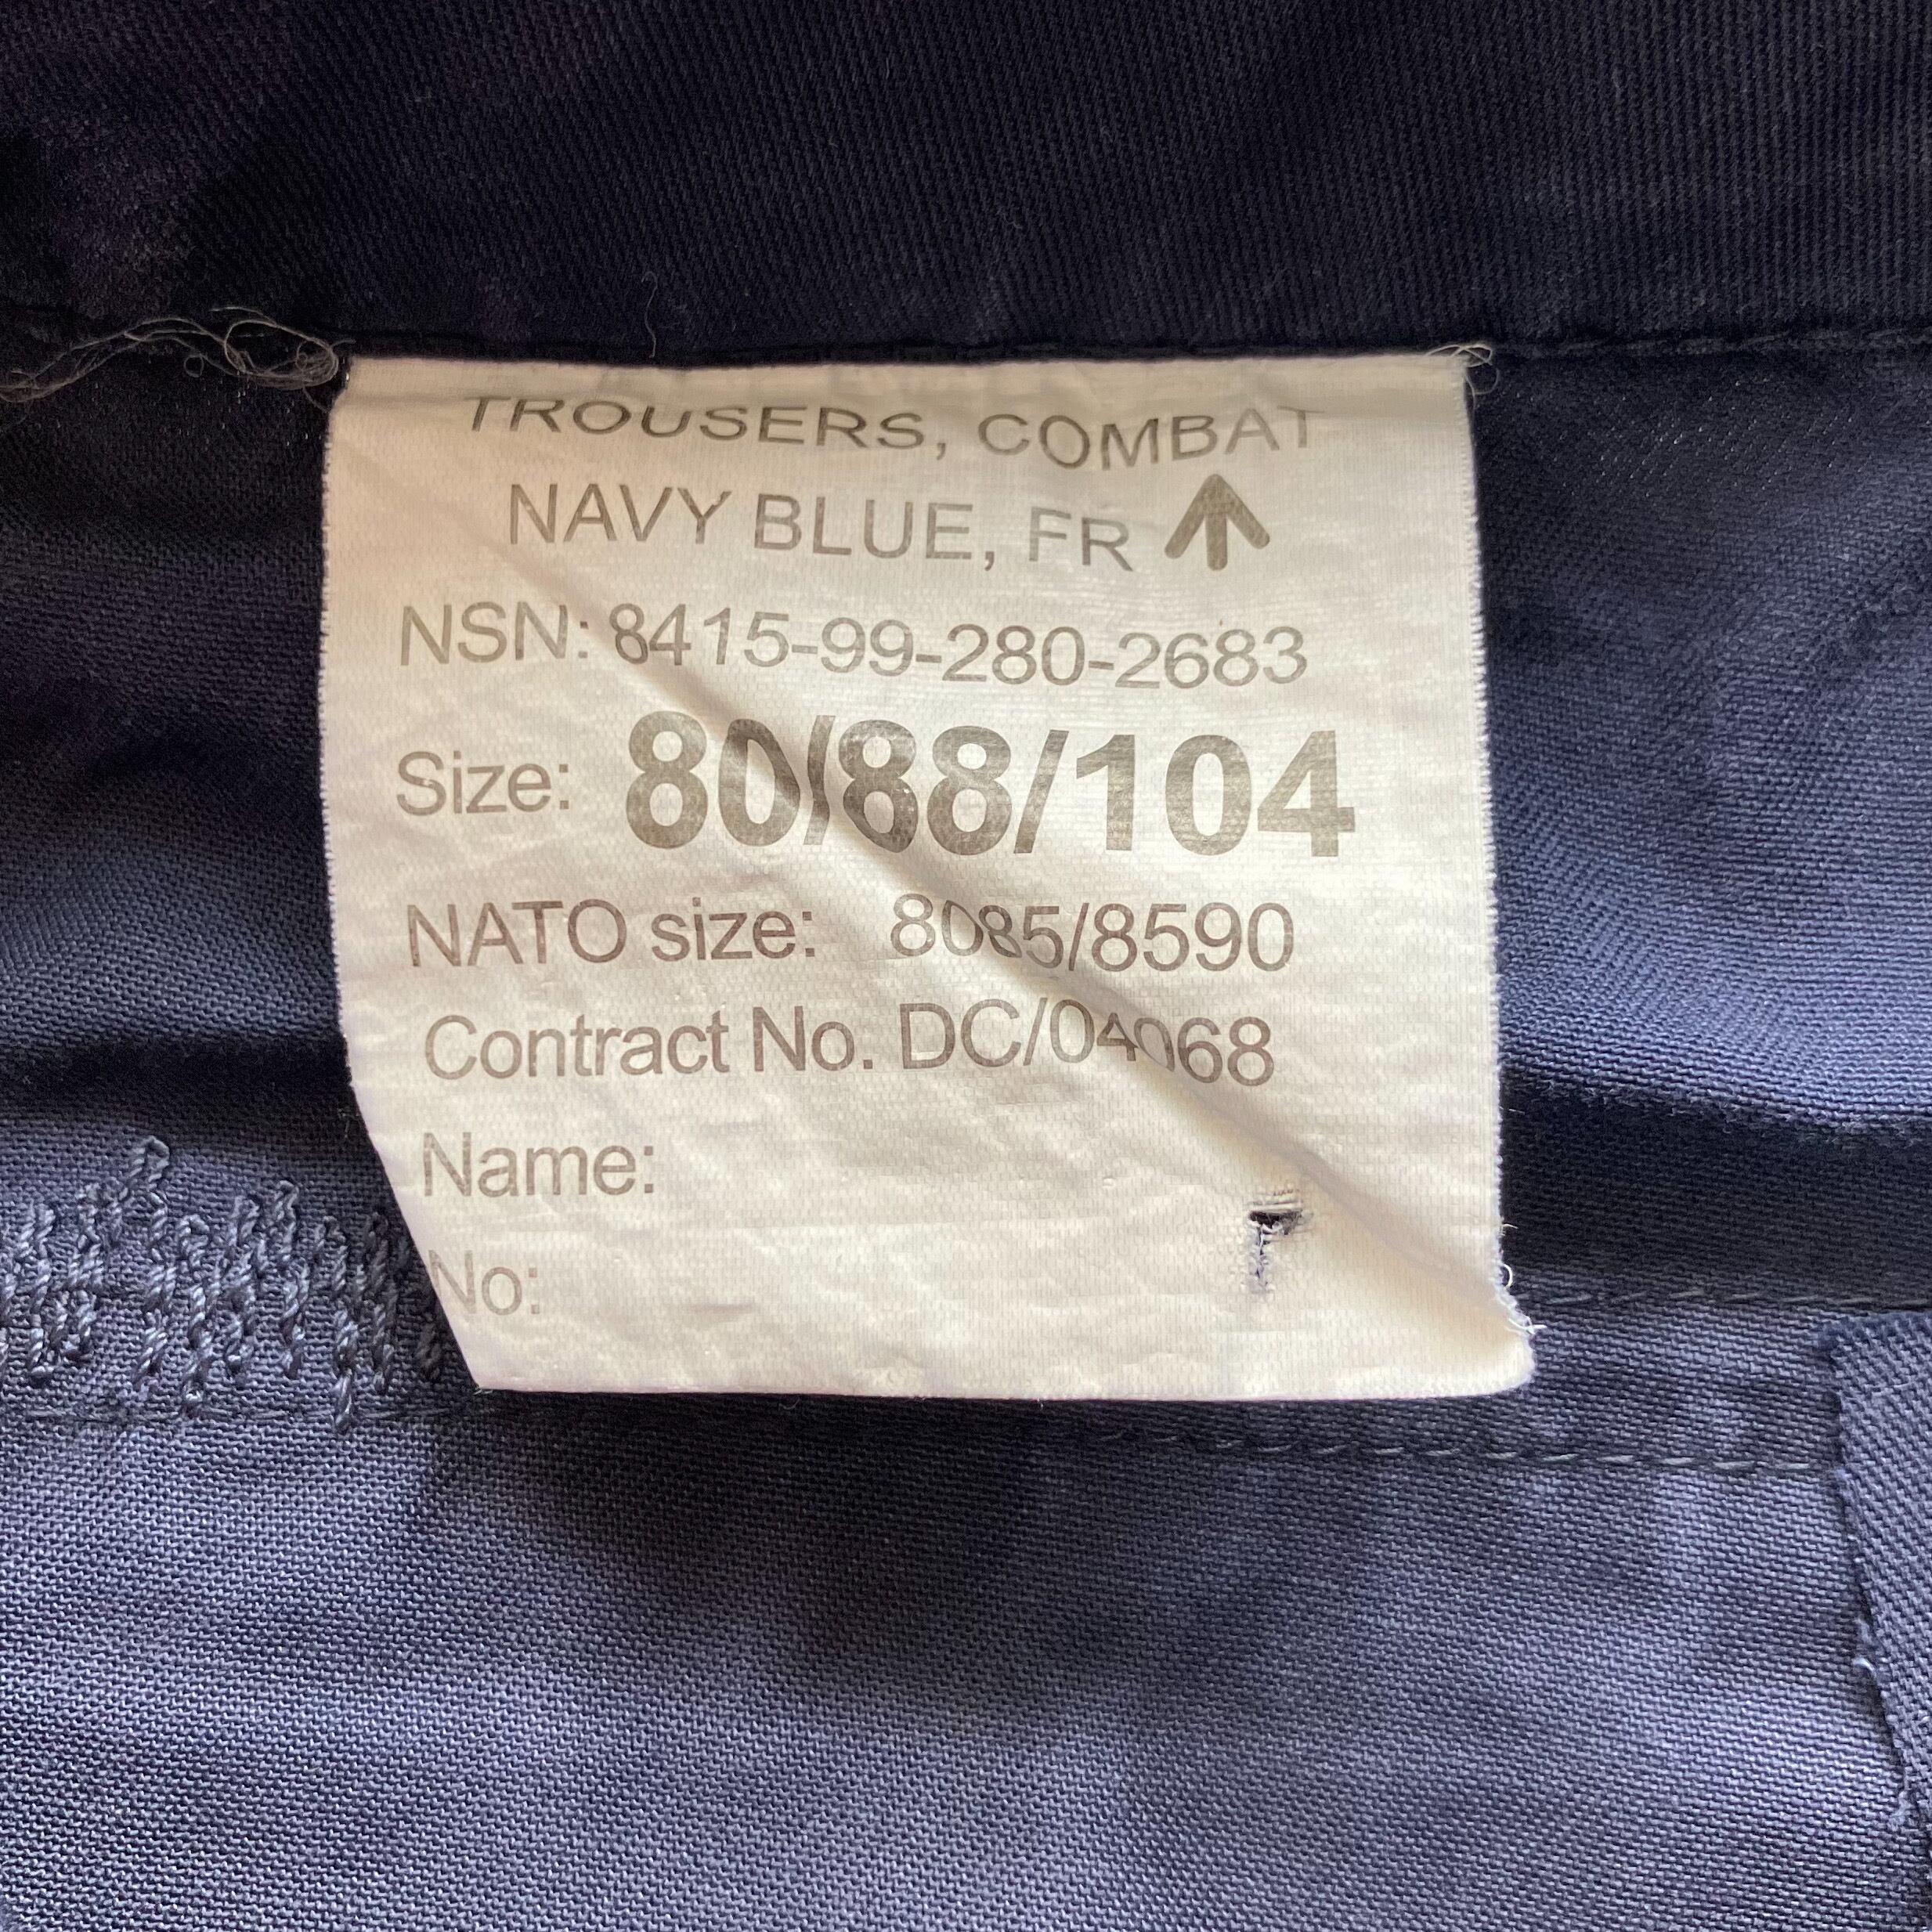 TROUSERS, COMBAT
NAVY BLUE, FR
NSN: 8415-99-280-2683
Size: 80/88/104
NATO size: 8085/8590
Contract No. DC/04068
Name:
No: